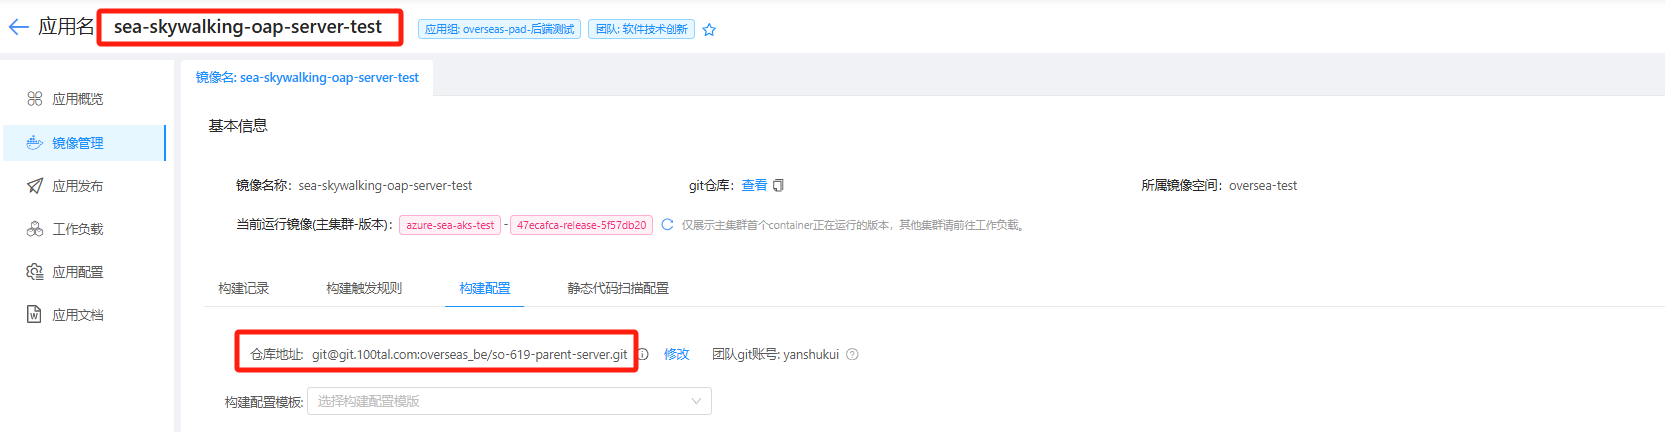 应用名 sea-skywalking-oap-server-test 应用组: overseas-pad-后端测试 团队: 软件技术创新
镜像名: sea-skywalking-oap-server-test
应用概览
镜像管理
应用发布
工作负载
应用配置
应用文档
基本信息
镜像名称: sea-skywalking-oap-server-test git仓库: 查看 所属镜像空间: oversea-test
当前运行镜像(主集群-版本): azure-sea-aks-test - 47ecafca-release-5f57db20 仅展示主集群首个container正在运行的版本，其他集群请前往工作负载。
构建记录 构建触发规则 构建配置 静态代码扫描配置
仓库地址: git@git.100tal.com:overseas_be/so-619-parent-server.git 修改 团队git账号: yanshukui
构建配置模板: 选择构建配置模版